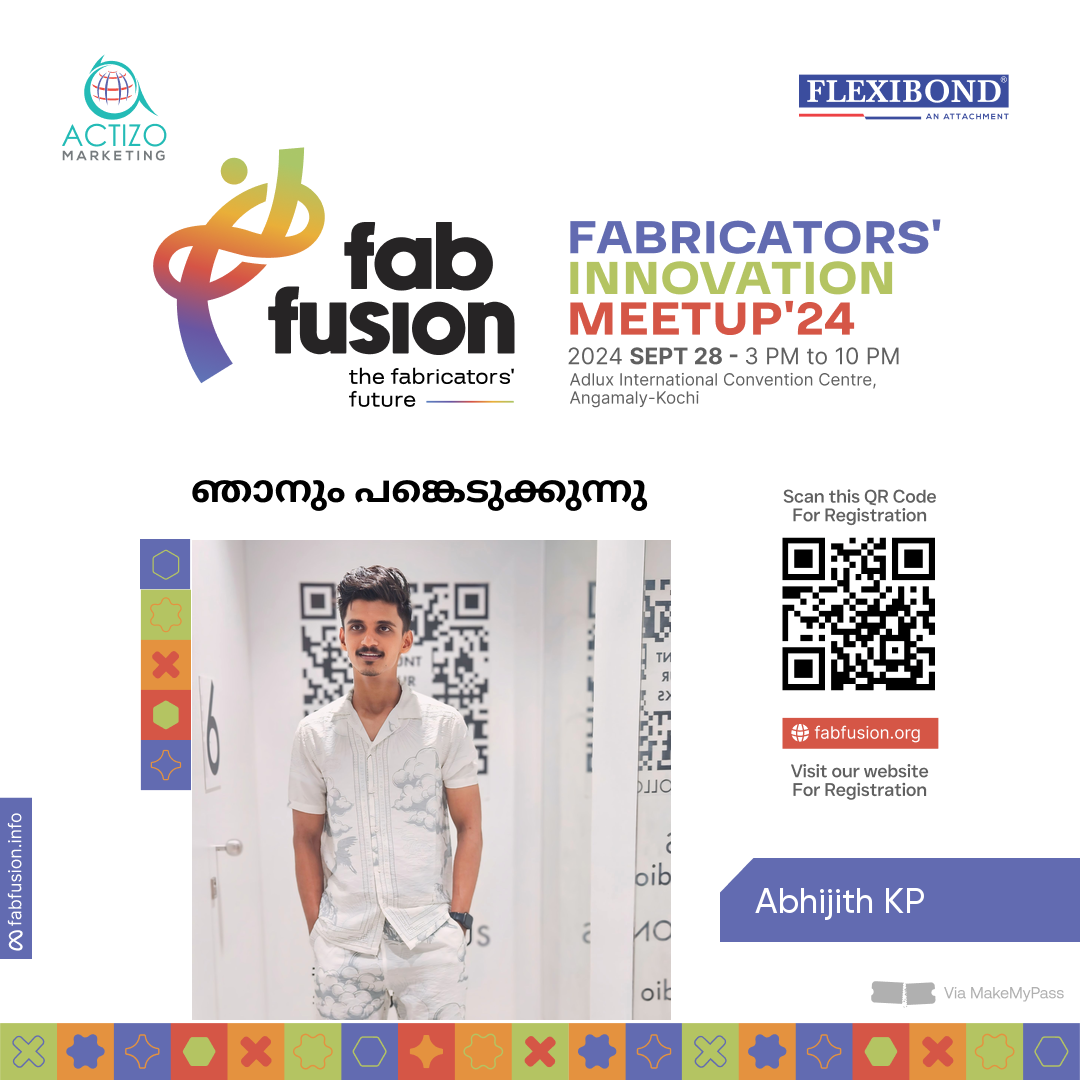 ACTIZO
MARKETING
FLEXIBOND®
AN ATTACHMENT
fab
fusion
the fabricators'
future
FABRICATORS'
INNOVATION
MEETUP'24
2024 SEPT 28 - 3 PM to 10 PM
Adlux International Convention Centre,
Angamaly-Kochi
ഞാനും പങ്കെടുക്കുന്നു
Scan this QR Code
For Registration
6
fabfusion.org
Visit our website
For Registration
fabfusion.info
Abhijith KP
Via MakeMyPass